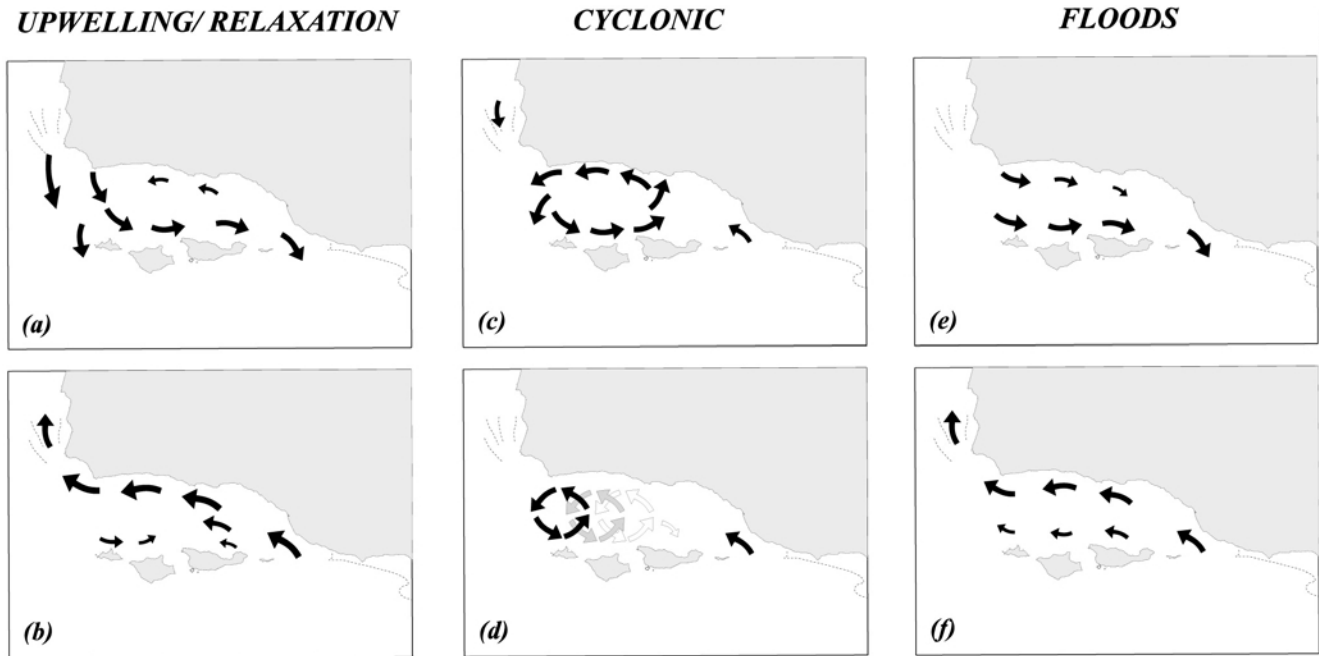 UPWELLING/ RELAXATION
CYCLONIC
FLOODS
(a)
(c)
(e)
(b)
(d)
(f)